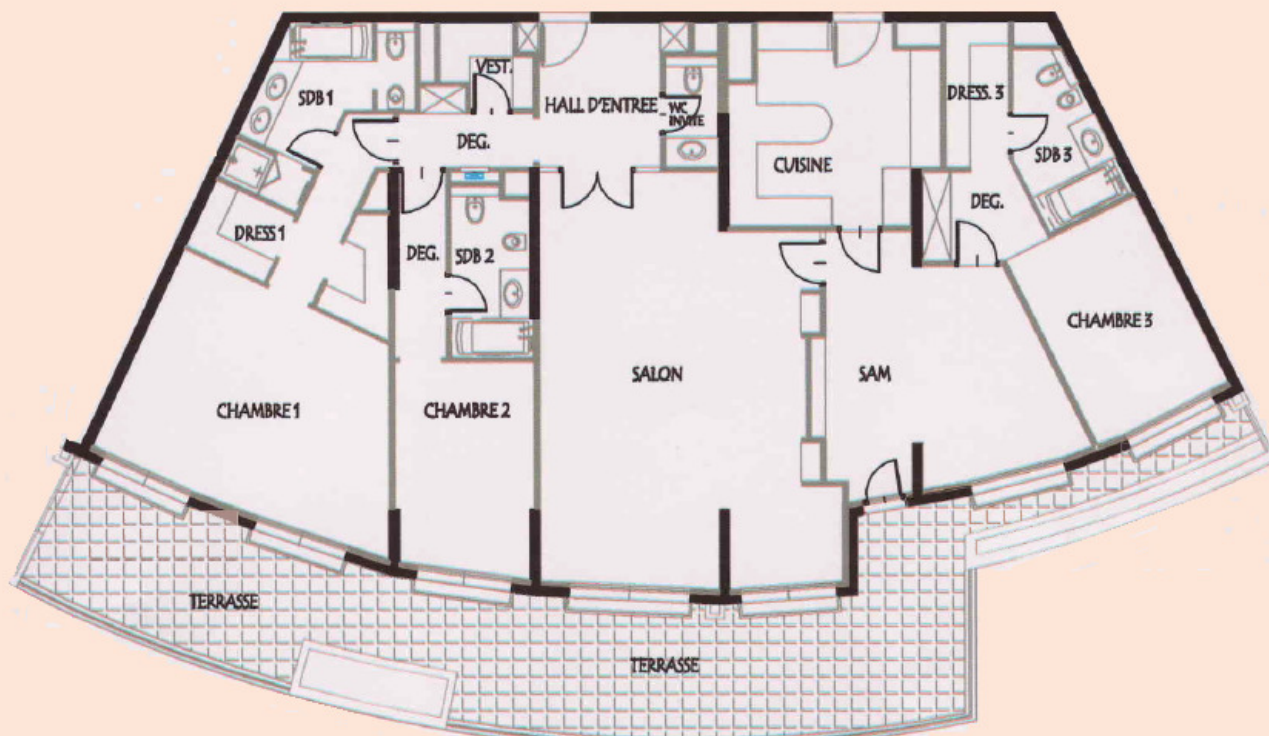 VEST.
SDB 1
HALL D'ENTREE
WC
INVITE
DRESS. 3
DEG.
SDB 3
CUISINE
DEG.
DRESS 1
DEG.
SDB 2
CHAMBRE 3
SALON
SAM
CHAMBRE 1
CHAMBRE 2
TERRASSE
TERRASSE